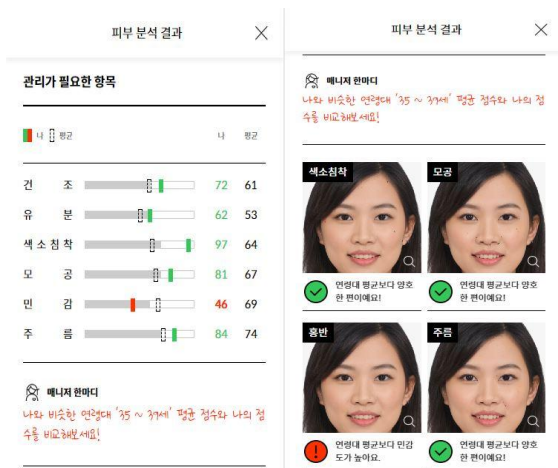 피부 분석 결과
관리가 필요한 항목
나 평균
나 평균
건 조 72 61
유 분 62 53
색 소 침 착 97 64
모 공 81 67
민 감 46 69
주 름 84 74
매니저 한마디
나와 비슷한 연령대 '35 ~ 39세' 평균 점수와 나의 점
수를 비교해보세요!
피부 분석 결과
매니저 한마디
나와 비슷한 연령대 '35 ~ 39세' 평균 점수와 나의 점
수를 비교해보세요!
색소침착
모공
연령대 평균보다 양호
한 편이예요!
연령대 평균보다 양호
한 편이예요!
홍반
주름
연령대 평균보다 민감
도가 높아요.
연령대 평균보다 양호
한 편이예요!